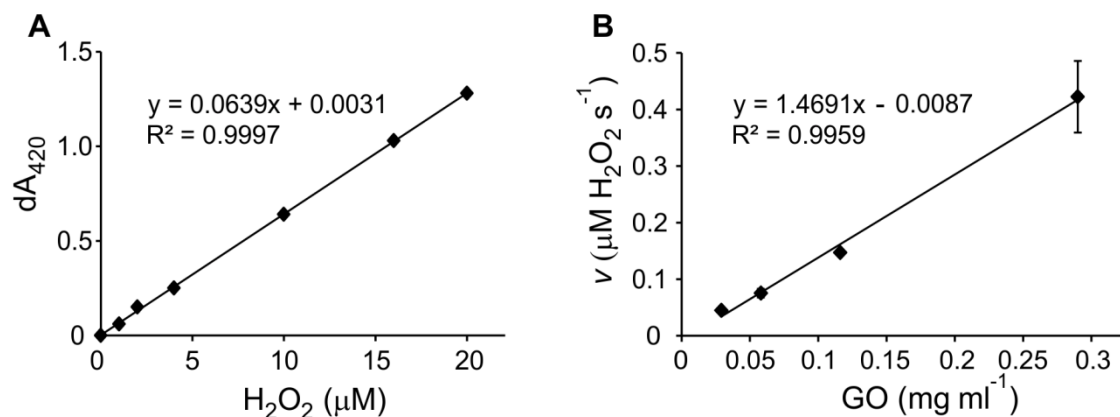 A
1.5
1.0
0.5
0
dA₄₂₀
y = 0.0639x + 0.0031
R² = 0.9997
0 5 10 15 20
H₂O₂ (μM)
B
0.5
0.4
0.3
0.2
0.1
0
v (μM H₂O₂ s⁻¹)
y = 1.4691x - 0.0087
R² = 0.9959
0 0.05 0.1 0.15 0.2 0.25 0.3
GO (mg ml⁻¹)